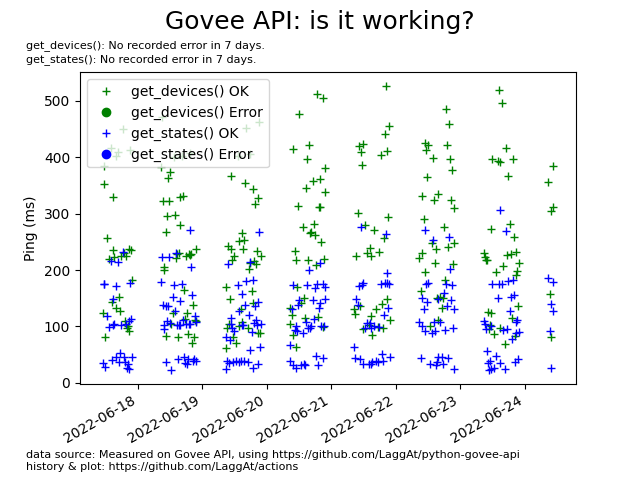 Govee API: is it working?
get_devices(): No recorded error in 7 days.
get_states(): No recorded error in 7 days.
get_devices() OK
get_devices() Error
get_states() OK
get_states() Error
Ping (ms)
500
400
300
200
100
0
2022-06-18
2022-06-19
2022-06-20
2022-06-21
2022-06-22
2022-06-23
2022-06-24
data source: Measured on Govee API, using https://github.com/LaggAt/python-govee-api
history & plot: https://github.com/LaggAt/actions